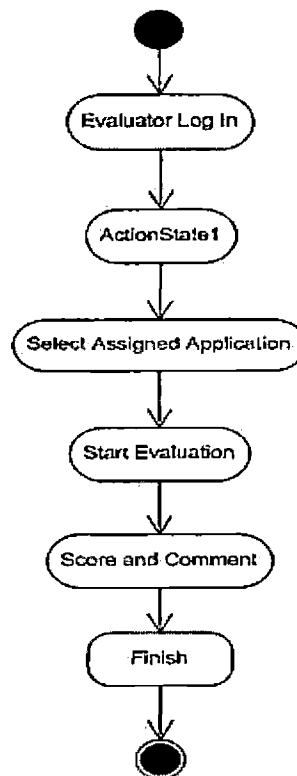 Evaluator Log In
ActionState1
Select Assigned Application
Start Evaluation
Score and Comment
Finish